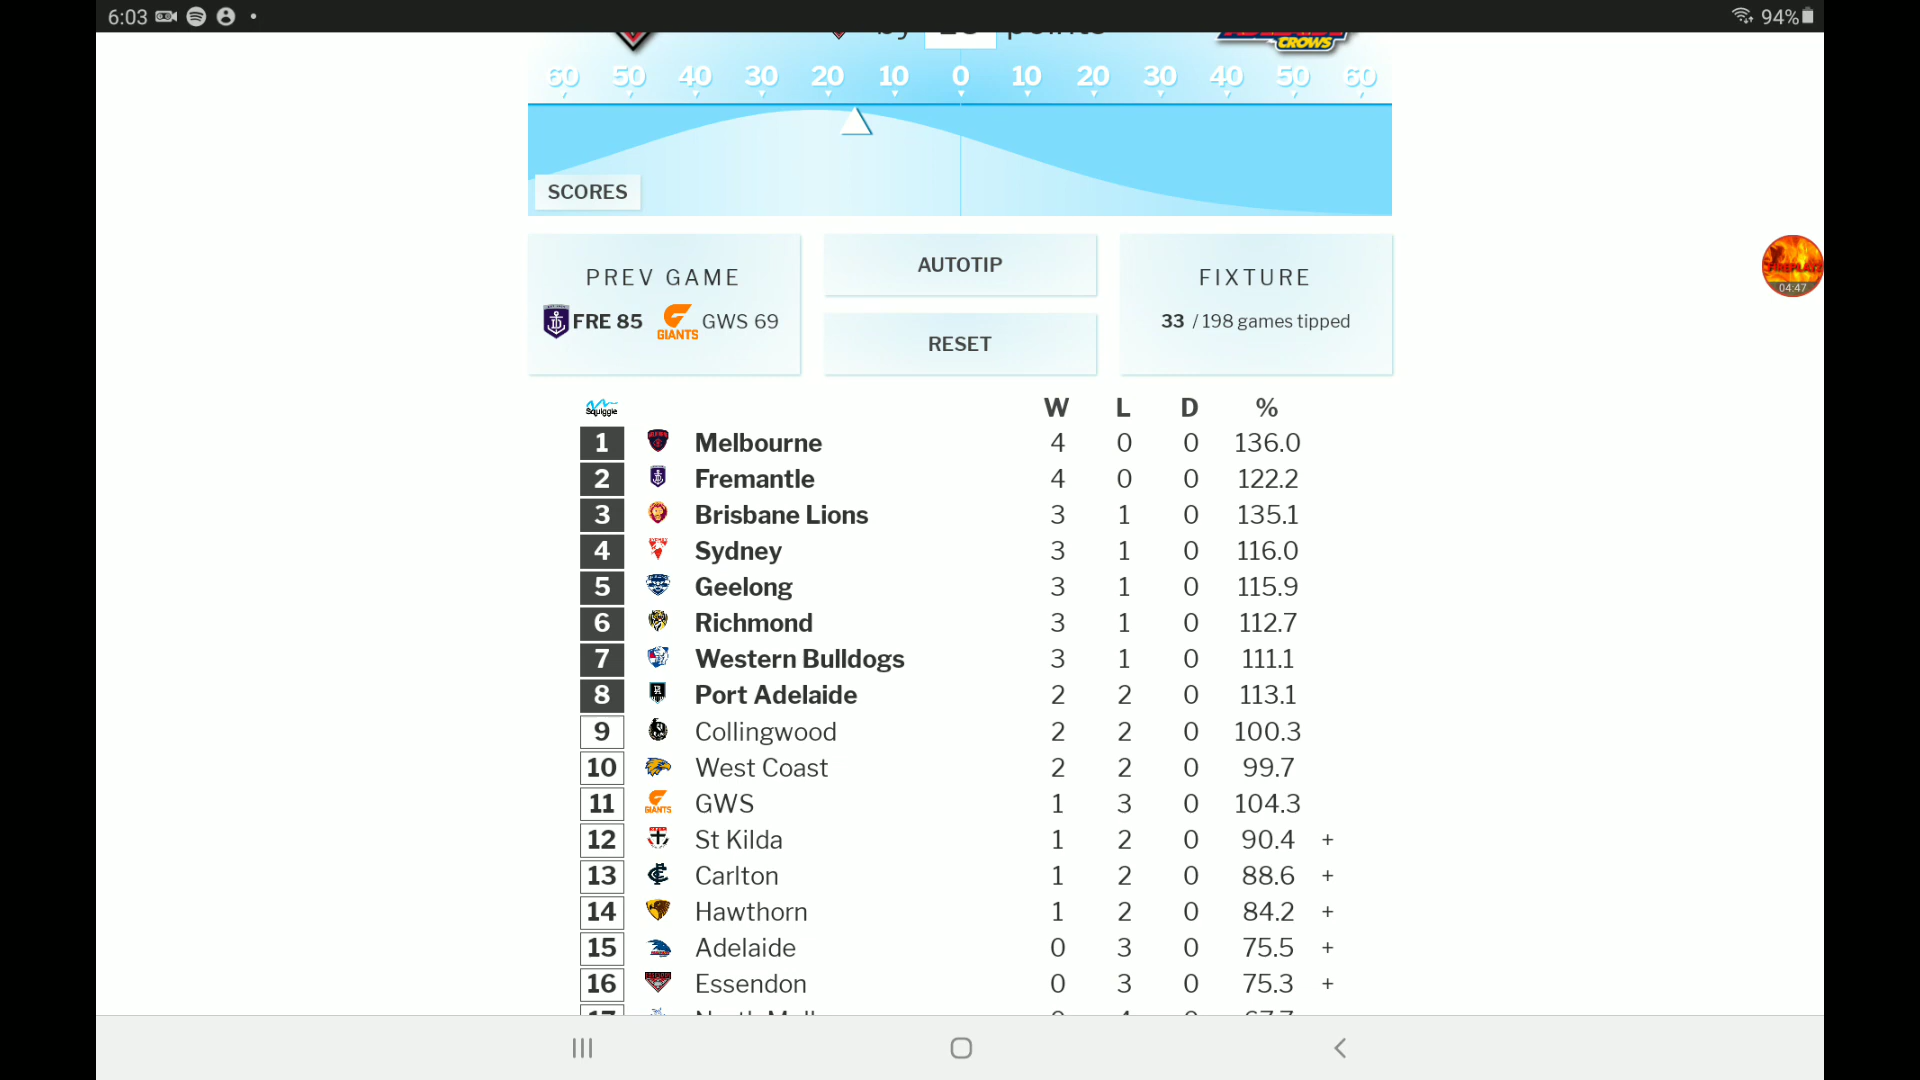 6:03 94%
by points
CROWS
60 50 40 30 20 10 0 10 20 30 40 50 60
SCORES
PREV GAME
FRE 85 GIANTS GWS 69
AUTOTIP
RESET
FIXTURE
33 / 198 games tipped
FIREPLATZ
04:47
Squiggle W L D %
1 Melbourne 4 0 0 136.0
2 Fremantle 4 0 0 122.2
3 Brisbane Lions 3 1 0 135.1
4 Sydney 3 1 0 116.0
5 Geelong 3 1 0 115.9
6 Richmond 3 1 0 112.7
7 Western Bulldogs 3 1 0 111.1
8 Port Adelaide 2 2 0 113.1
9 Collingwood 2 2 0 100.3
10 West Coast 2 2 0 99.7
11 GIANTS GWS 1 3 0 104.3
12 St Kilda 1 2 0 90.4 +
13 Carlton 1 2 0 88.6 +
14 Hawthorn 1 2 0 84.2 +
15 Adelaide 0 3 0 75.5 +
16 Essendon 0 3 0 75.3 +